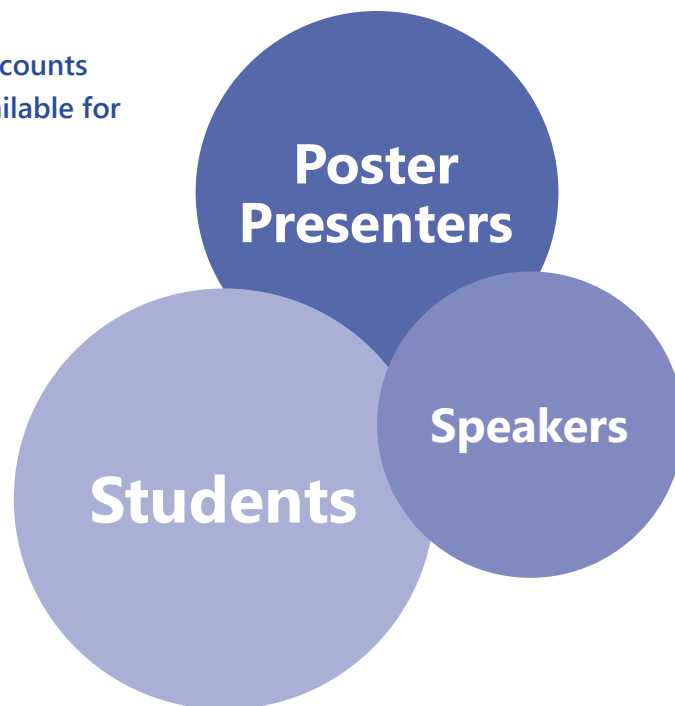 counts
ilable for
Poster
Presenters
Speakers
Students